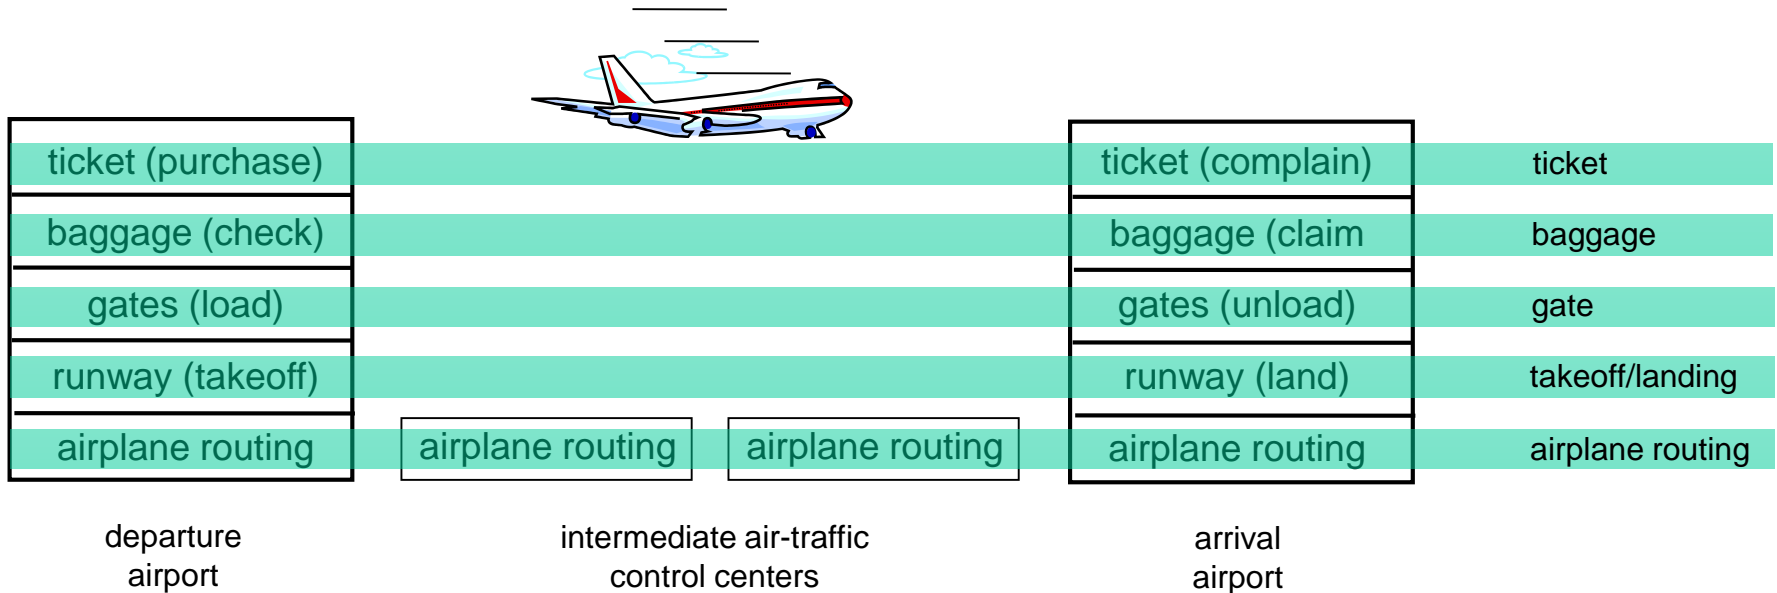 ticket (purchase)
ticket (complain)
ticket
baggage (check)
baggage (claim
baggage
gates (load)
gates (unload)
gate
runway (takeoff)
runway (land)
takeoff/landing
airplane routing
airplane routing
airplane routing
airplane routing
airplane routing
departure
airport
intermediate air-traffic
control centers
arrival
airport